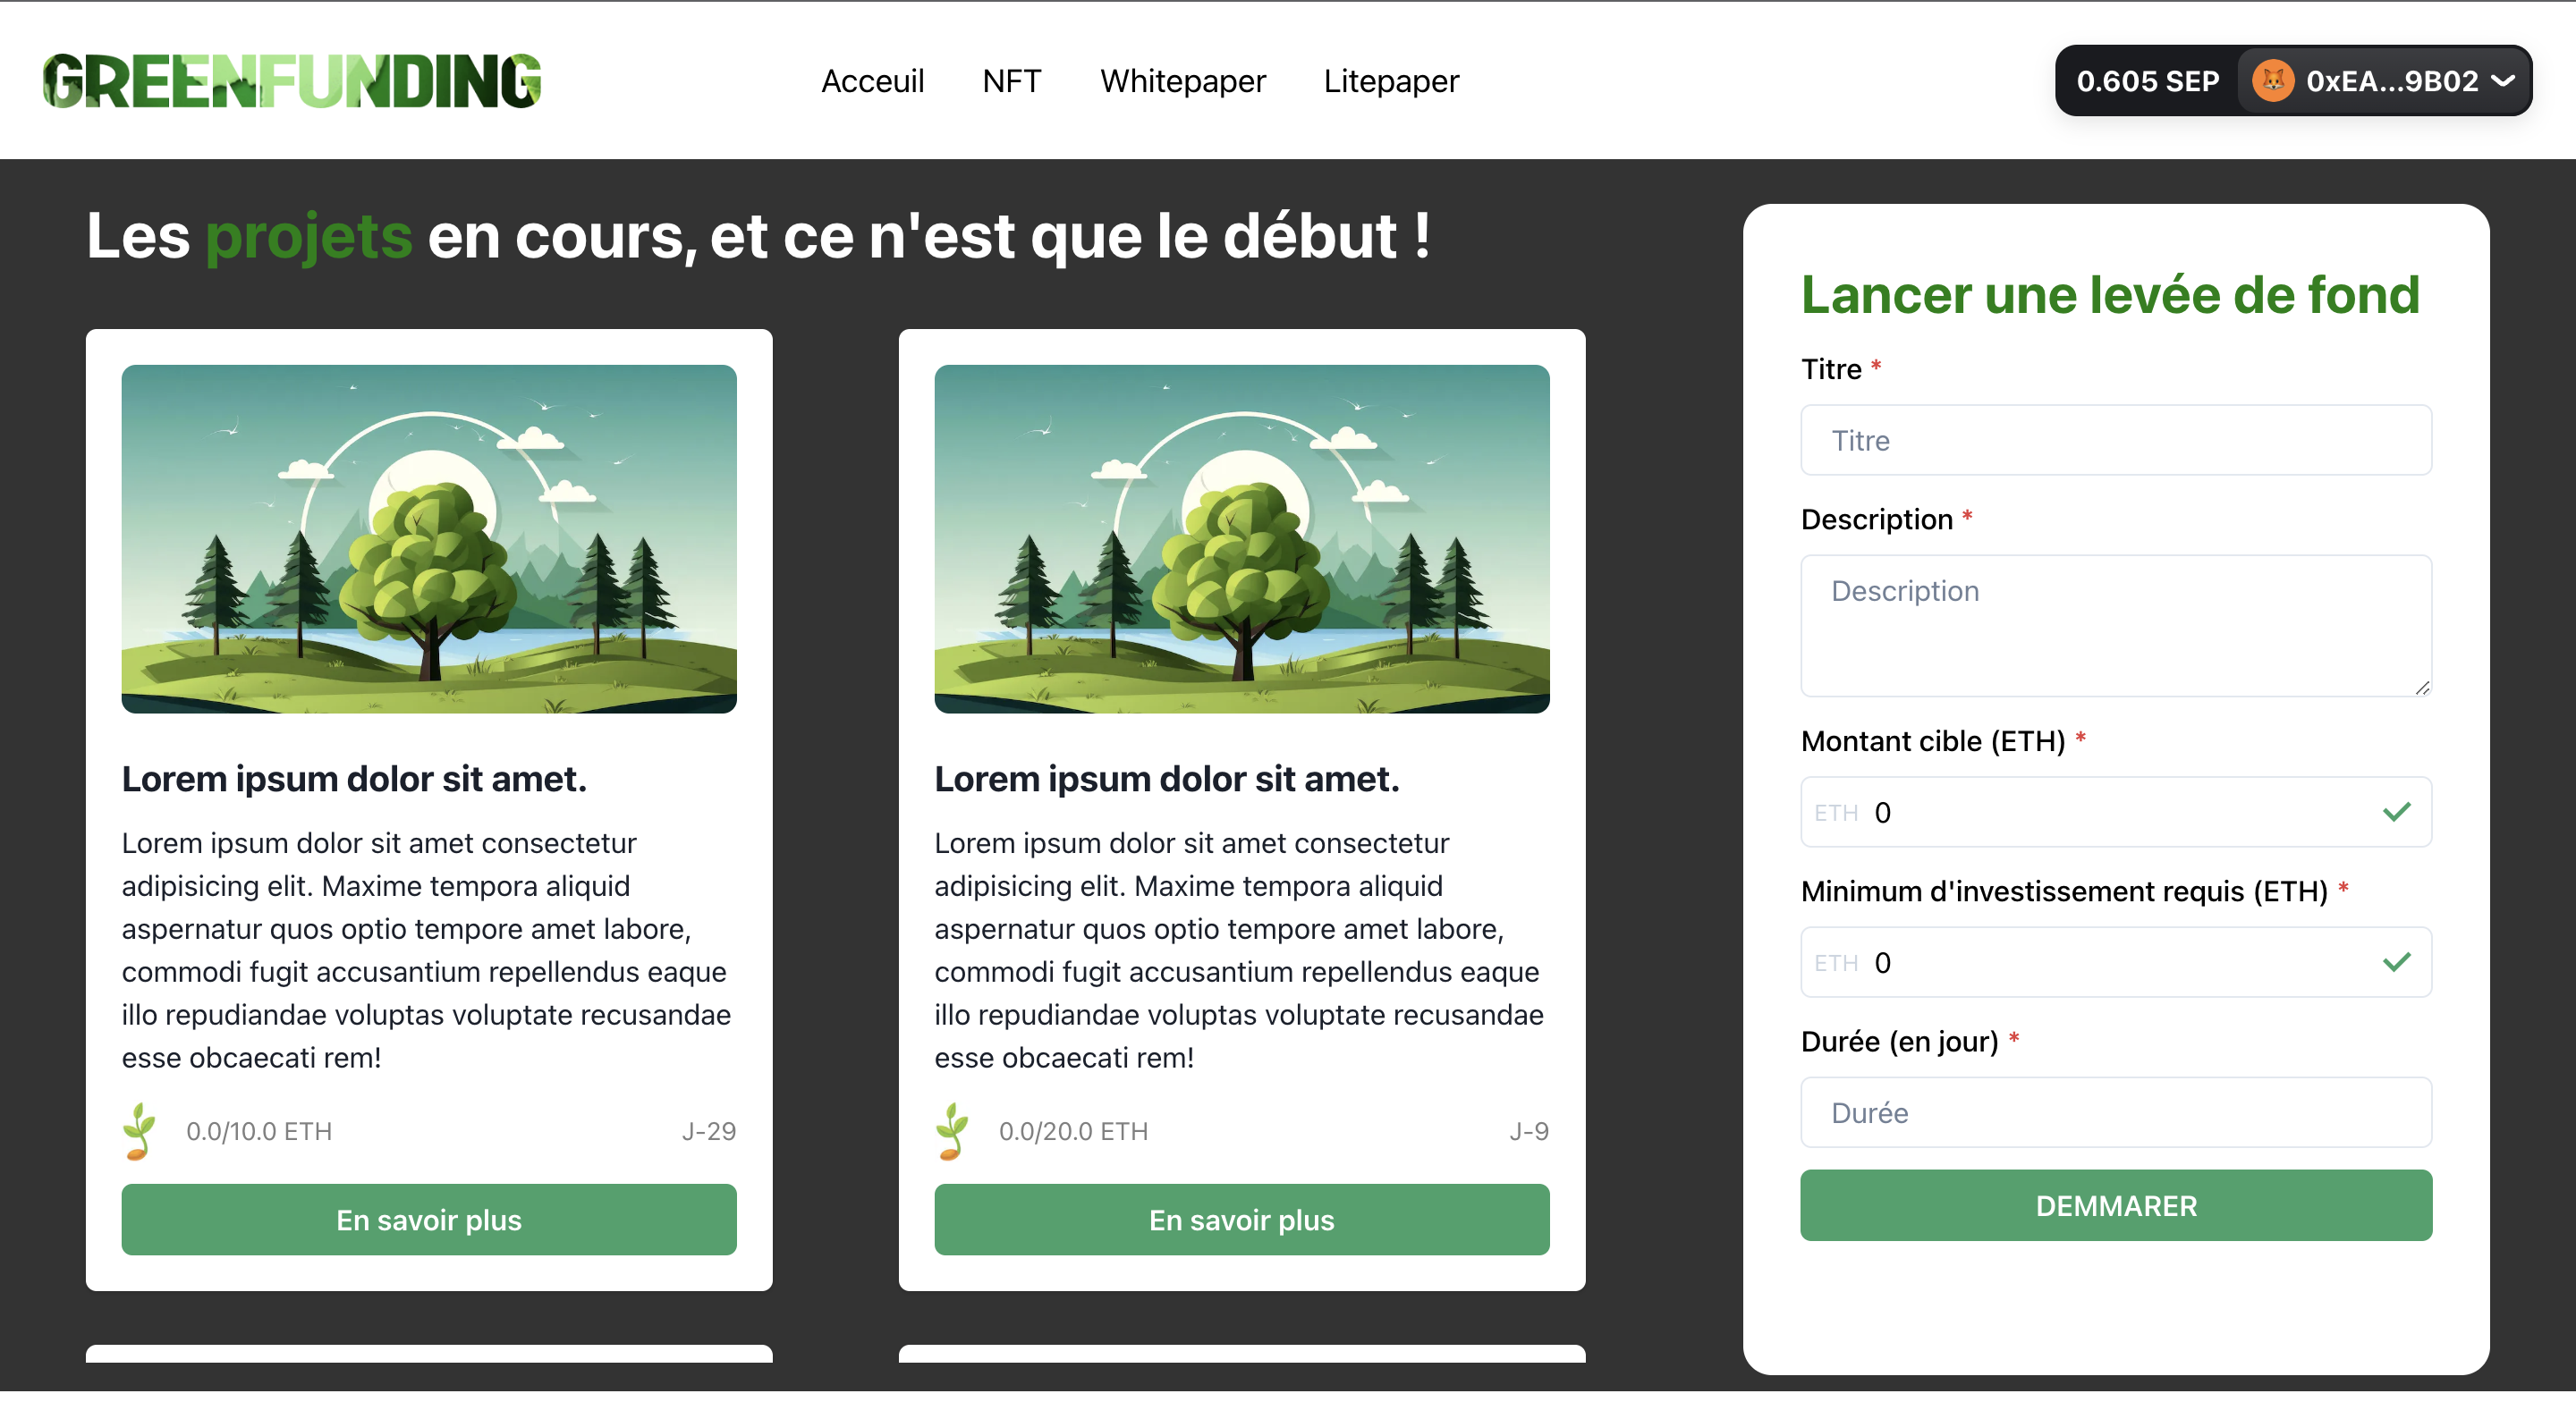 GREENFUNDING
Acceuil
NFT
Whitepaper
Litepaper
0.605 SEP
0xEA...9B02
Les projets en cours, et ce n'est que le début !
Lorem ipsum dolor sit amet.
Lorem ipsum dolor sit amet consectetur
adipisicing elit. Maxime tempora aliquid
aspernatur quos optio tempore amet labore,
commodi fugit accusantium repellendus eaque
illo repudiandae voluptas voluptate recusandae
esse obcaecati rem!
0.0/10.0 ETH
J-29
En savoir plus
Lorem ipsum dolor sit amet.
Lorem ipsum dolor sit amet consectetur
adipisicing elit. Maxime tempora aliquid
aspernatur quos optio tempore amet labore,
commodi fugit accusantium repellendus eaque
illo repudiandae voluptas voluptate recusandae
esse obcaecati rem!
0.0/20.0 ETH
J-9
En savoir plus
Lancer une levée de fond
Titre *
Titre
Description *
Description
Montant cible (ETH) *
ETH 0
Minimum d'investissement requis (ETH) *
ETH 0
Durée (en jour) *
Durée
DEMMARER